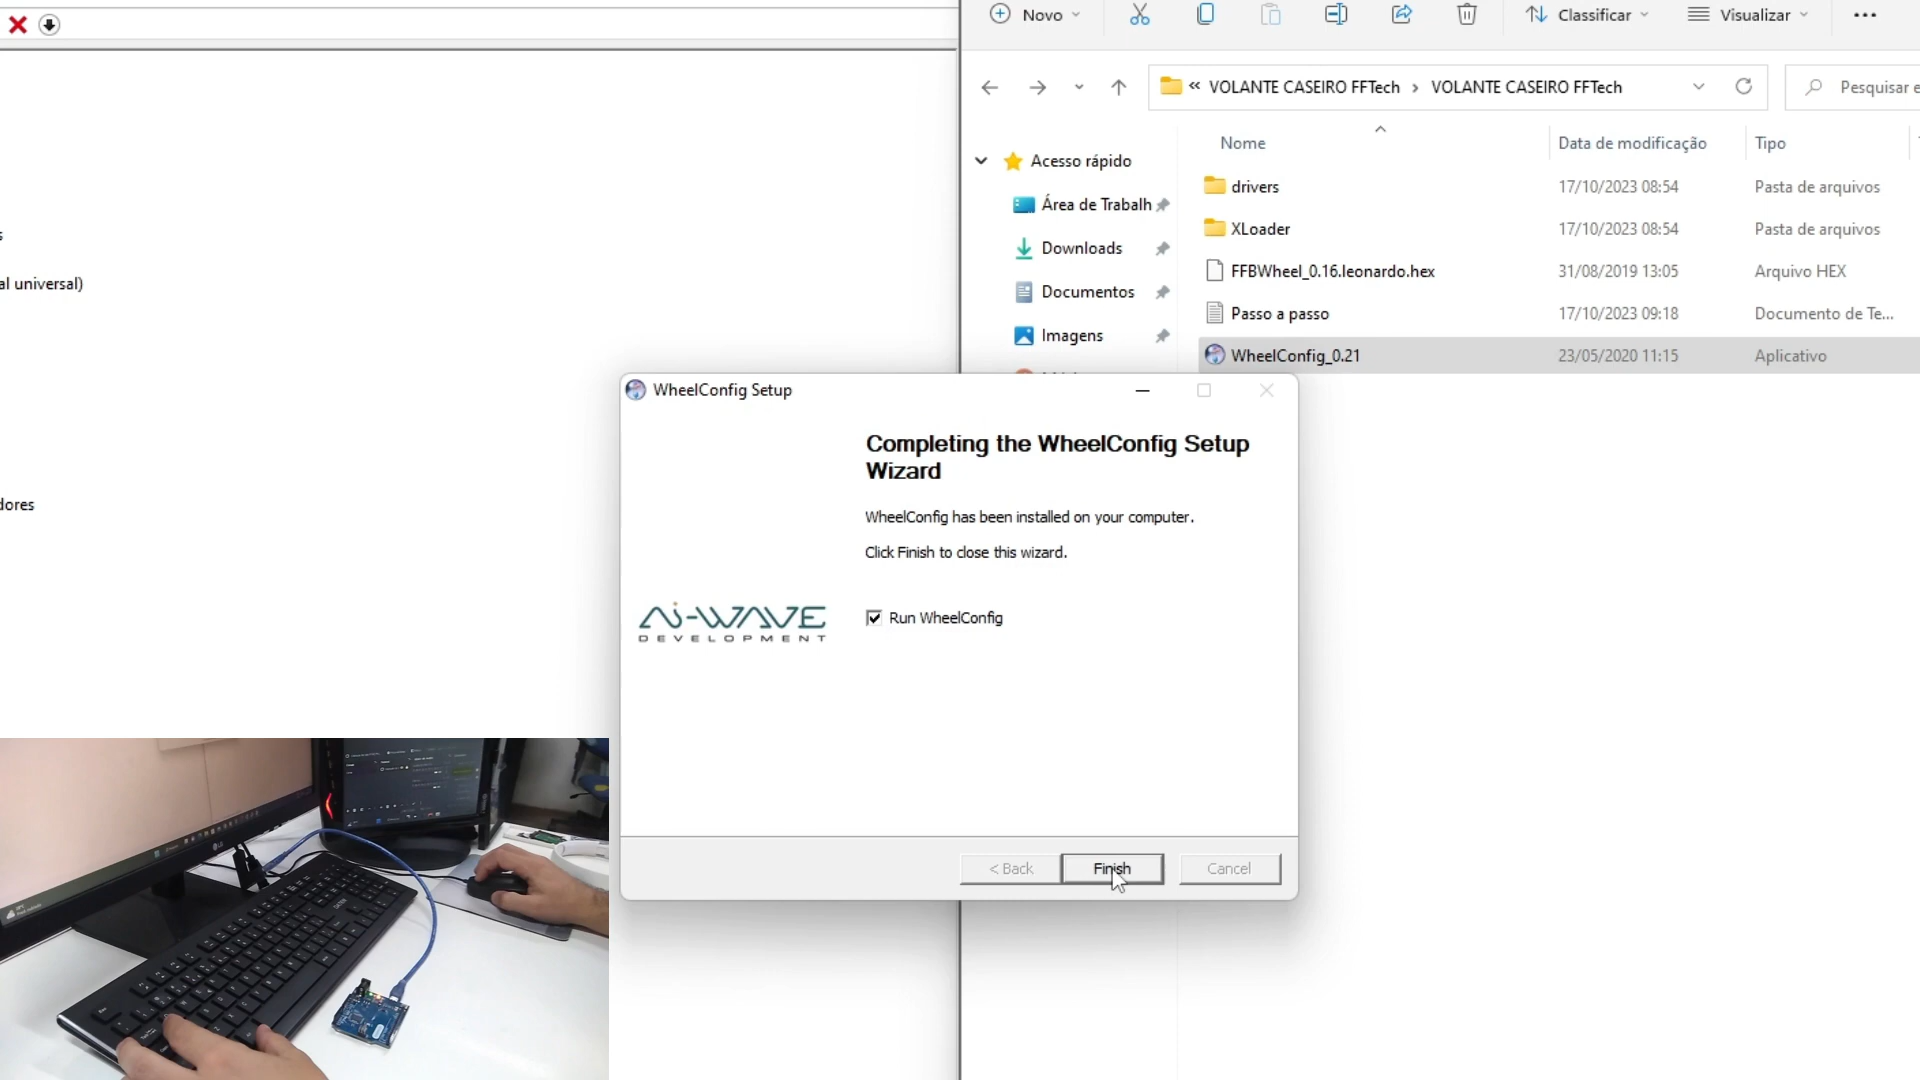 Novo
Classificar
Visualizar
VOLANTE CASEIRO FFTech › VOLANTE CASEIRO FFTech
Pesquisar e
Nome
Data de modificação
Tipo
Acesso rápido
Área de Trabalh
Downloads
Documentos
Imagens
drivers 17/10/2023 08:54 Pasta de arquivos
XLoader 17/10/2023 08:54 Pasta de arquivos
FFBWheel_0.16.leonardo.hex 31/08/2019 13:05 Arquivo HEX
Passo a passo 17/10/2023 09:18 Documento de Te...
WheelConfig_0.21 23/05/2020 11:15 Aplicativo
s
al universal)
dores
WheelConfig Setup
Completing the WheelConfig Setup
Wizard
WheelConfig has been installed on your computer.
Click Finish to close this wizard.
Run WheelConfig
Ai-WAVE
DEVELOPMENT
< Back
Finish
Cancel
LG